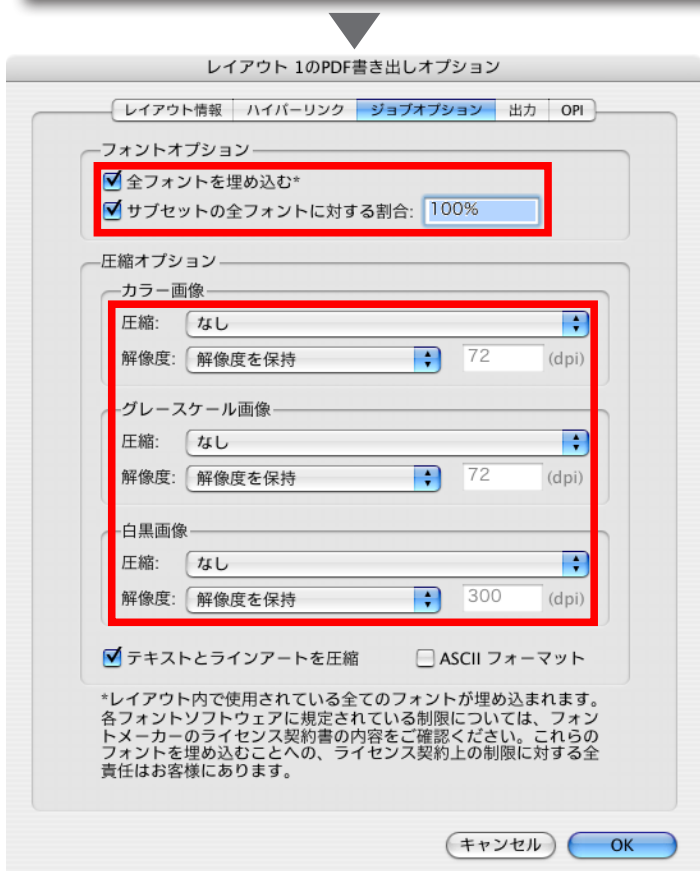 レイアウト 1のPDF書き出しオプション
レイアウト情報 ハイパーリンク ジョブオプション 出力 OPI
フォントオプション
全フォントを埋め込む*
サブセットの全フォントに対する割合: 100%
圧縮オプション
カラー画像
圧縮: なし
解像度: 解像度を保持 72 (dpi)
グレースケール画像
圧縮: なし
解像度: 解像度を保持 72 (dpi)
白黒画像
圧縮: なし
解像度: 解像度を保持 300 (dpi)
テキストとラインアートを圧縮 ASCII フォーマット
*レイアウト内で使用されている全てのフォントが埋め込まれます。
各フォントソフトウェアに規定されている制限については、フォン
トメーカーのライセンス契約書の内容をご確認ください。これらの
フォントを埋め込むことへの、ライセンス契約上の制限に対する全
責任はお客様にあります。
キャンセル OK